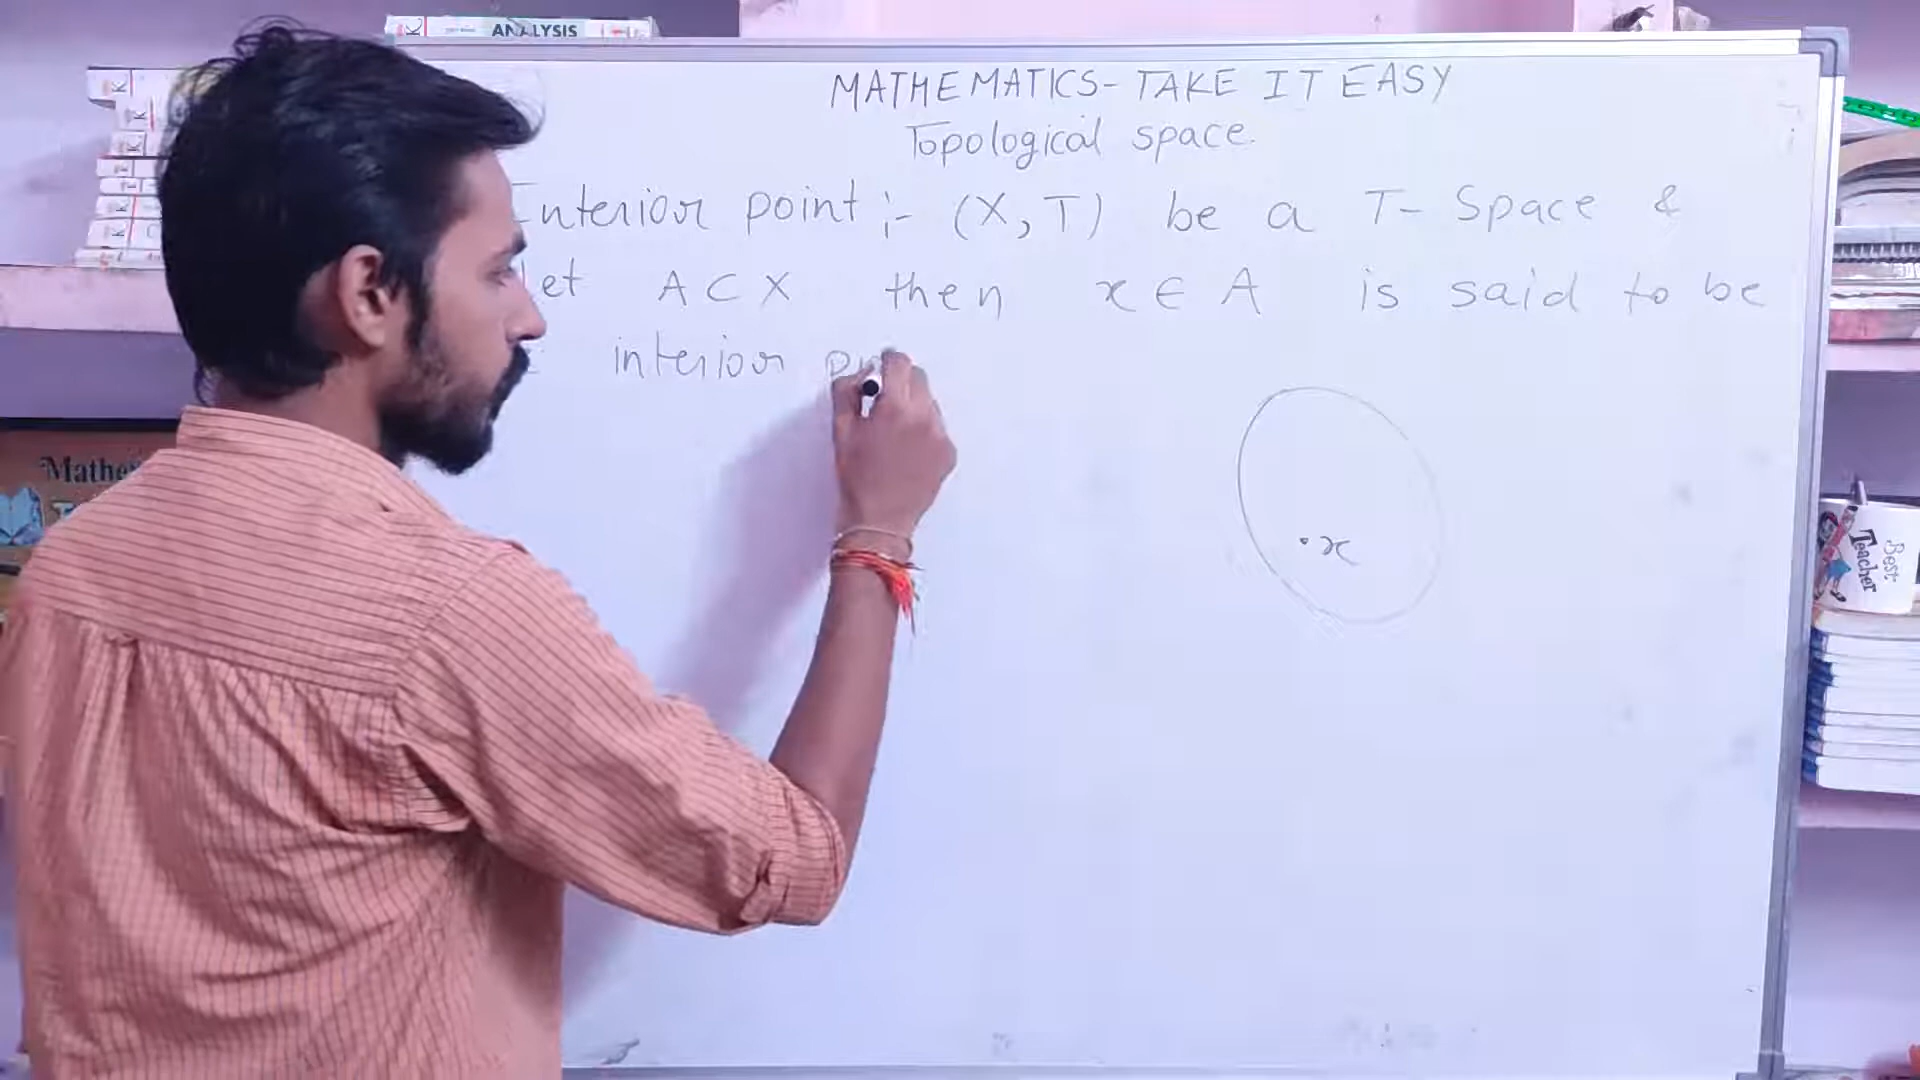 ANALYSIS
MATHEMATICS - TAKE IT EASY
Topological space.
Interior point :- (X, T) be a T- Space &
let A ⊂ X then x ∈ A is said to be
interior
• x
Mathe
Best
Teacher